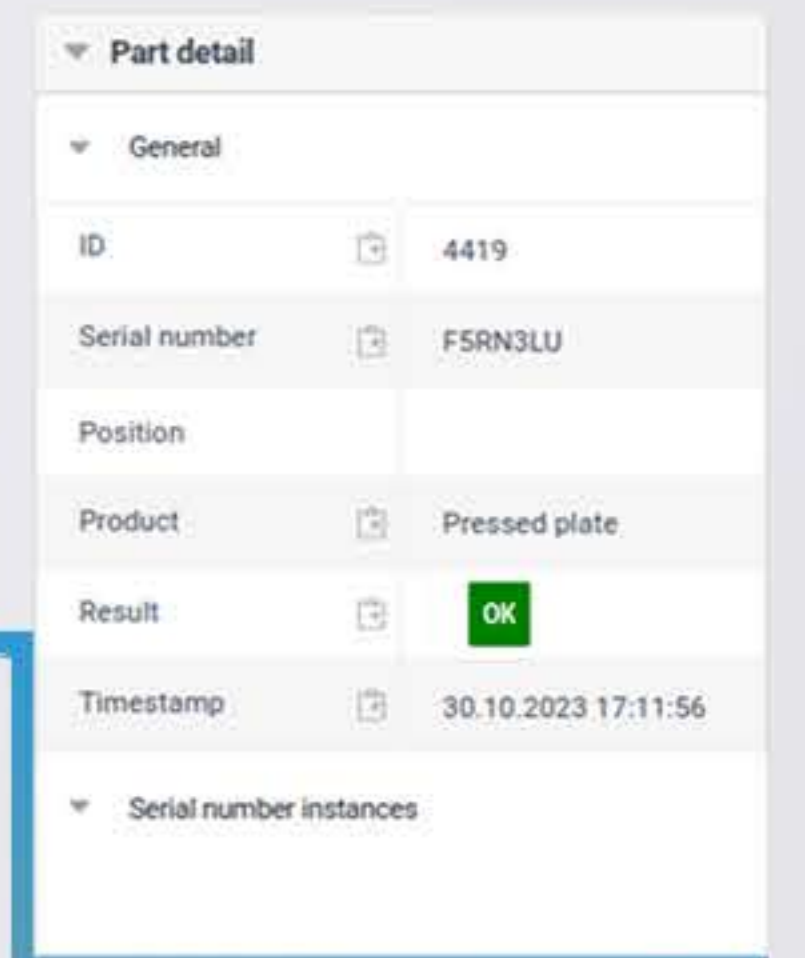 Part detail
General
ID 4419
Serial number F5RN3LU
Position
Product Pressed plate
Result OK
Timestamp 30.10.2023 17:11:56
Serial number instances